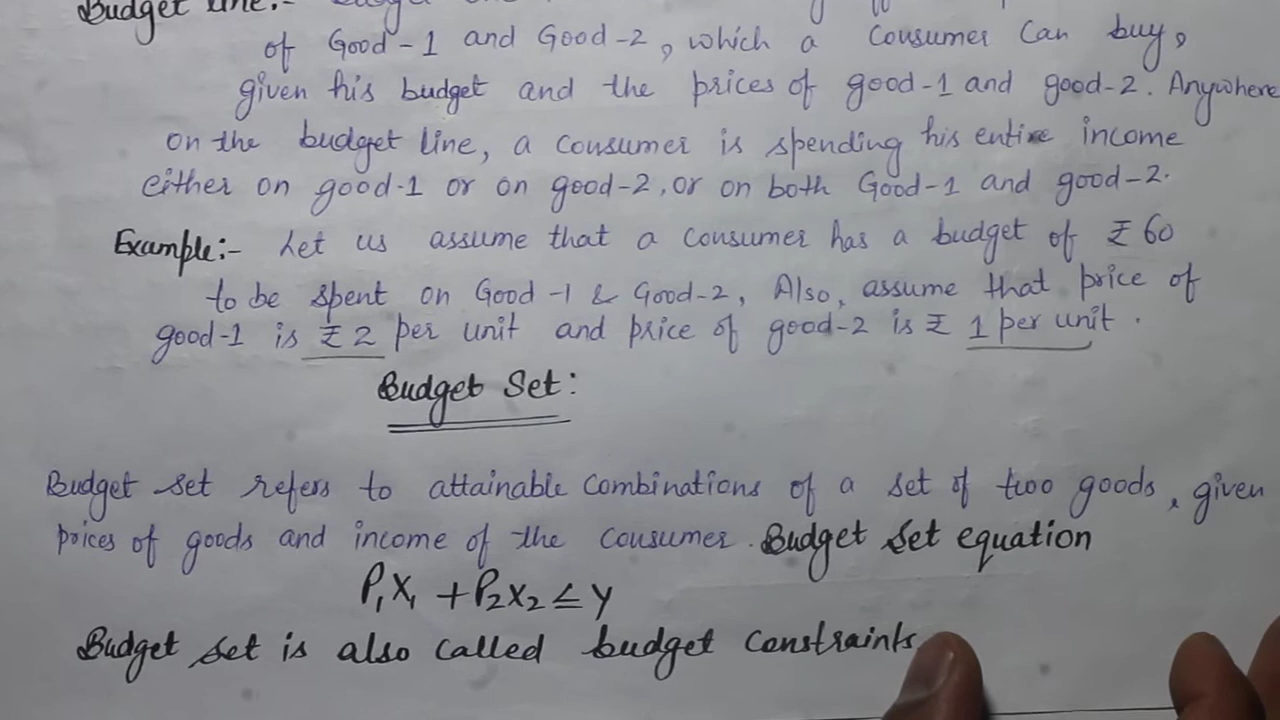 Budget line:-
of Good-1 and Good-2, which a consumer can buy,
given his budget and the prices of good-1 and good-2. Anywhere
on the budget line, a consumer is spending his entire income
either on good-1 or on good-2, or on both Good-1 and good-2.
Example:- Let us assume that a consumer has a budget of ₹ 60
to be spent on Good-1 & Good-2, Also, assume that price of
good-1 is ₹ 2 per unit and price of good-2 is ₹ 1 per unit.
Budget Set:
Budget set refers to attainable combinations of a set of two goods, given
prices of goods and income of the consumer. Budget set equation
P₁X₁ + P₂X₂ ≤ Y
Budget set is also called budget constraints